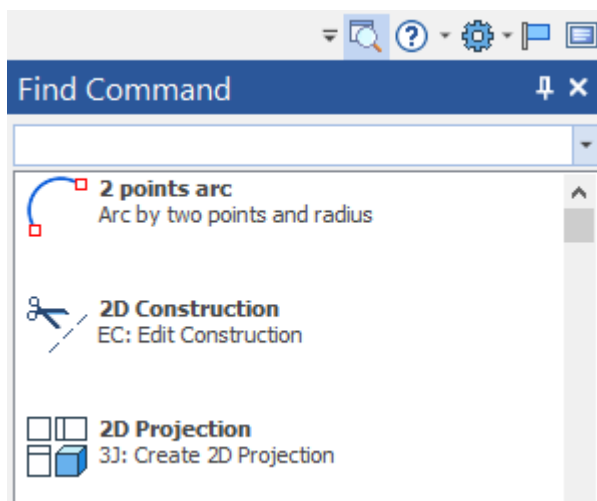 Find Command
2 points arc
Arc by two points and radius
2D Construction
EC: Edit Construction
2D Projection
3J: Create 2D Projection